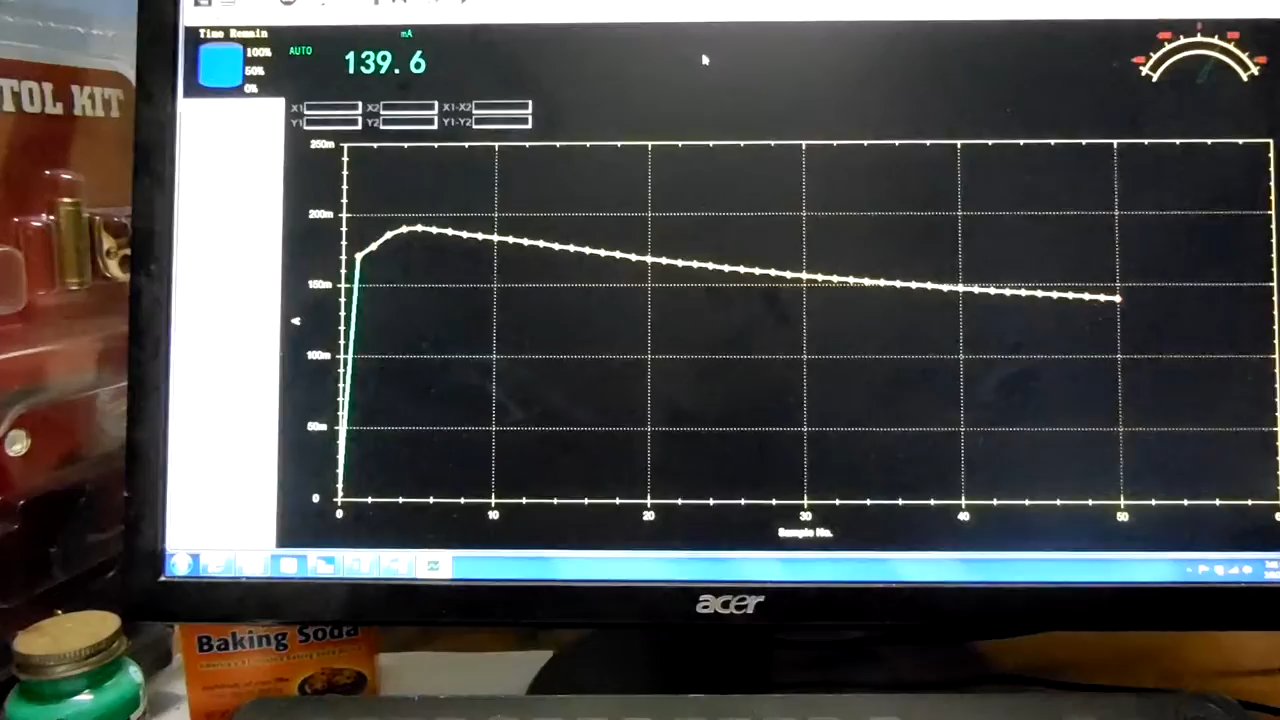 TOL KIT
Time Remain
100%
50%
0%
AUTO
mA
139.6
X1
X2
X1-X2
Y1
Y2
Y1-Y2
250m
200m
150m
100m
50m
0
A
0
10
20
30
40
50
Sample No.
acer
Baking Soda